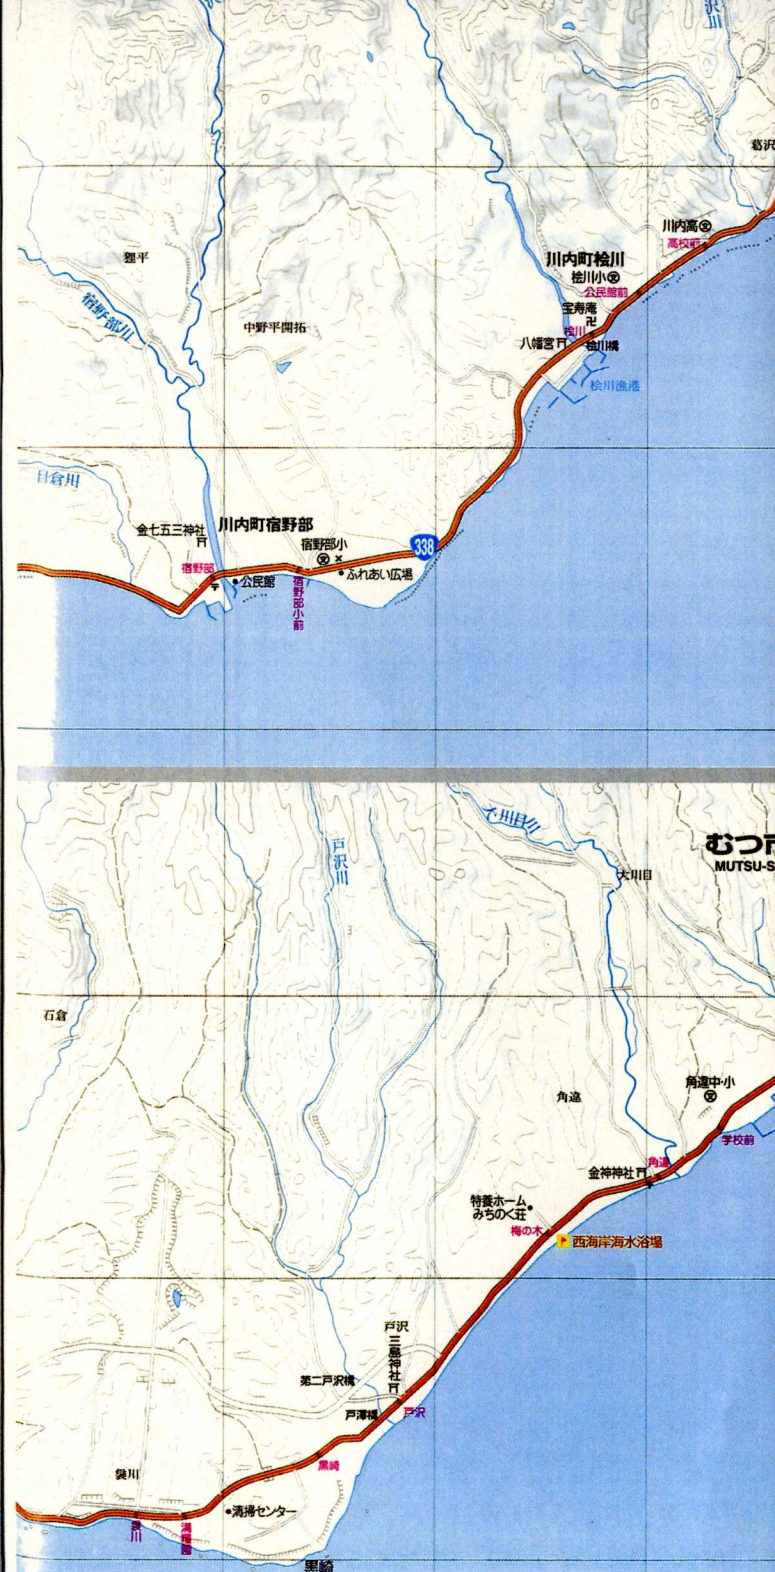 沢川
葛沢
川内高
高校前
川内町桧川
桧川小
公民館前
宝寿庵
桧川
八幡宮
桧川橋
桧川漁港
狸平
宿野部川
中野平開拓
目倉川
金七五三神社
川内町宿野部
宿野部小
338
宿野部
公民館
ふれあい広場
宿野部小前
大川目川
戸沢川
むつ市
MUTSU-S
大川目
石倉
角違
角違中・小
学校前
角違
金神神社
特養ホーム
みちのく荘
梅の木
西海岸海水浴場
戸沢
三島神社
第二戸沢橋
戸澤橋
戸沢
黒崎
袰川
清掃センター
袰川
黒崎